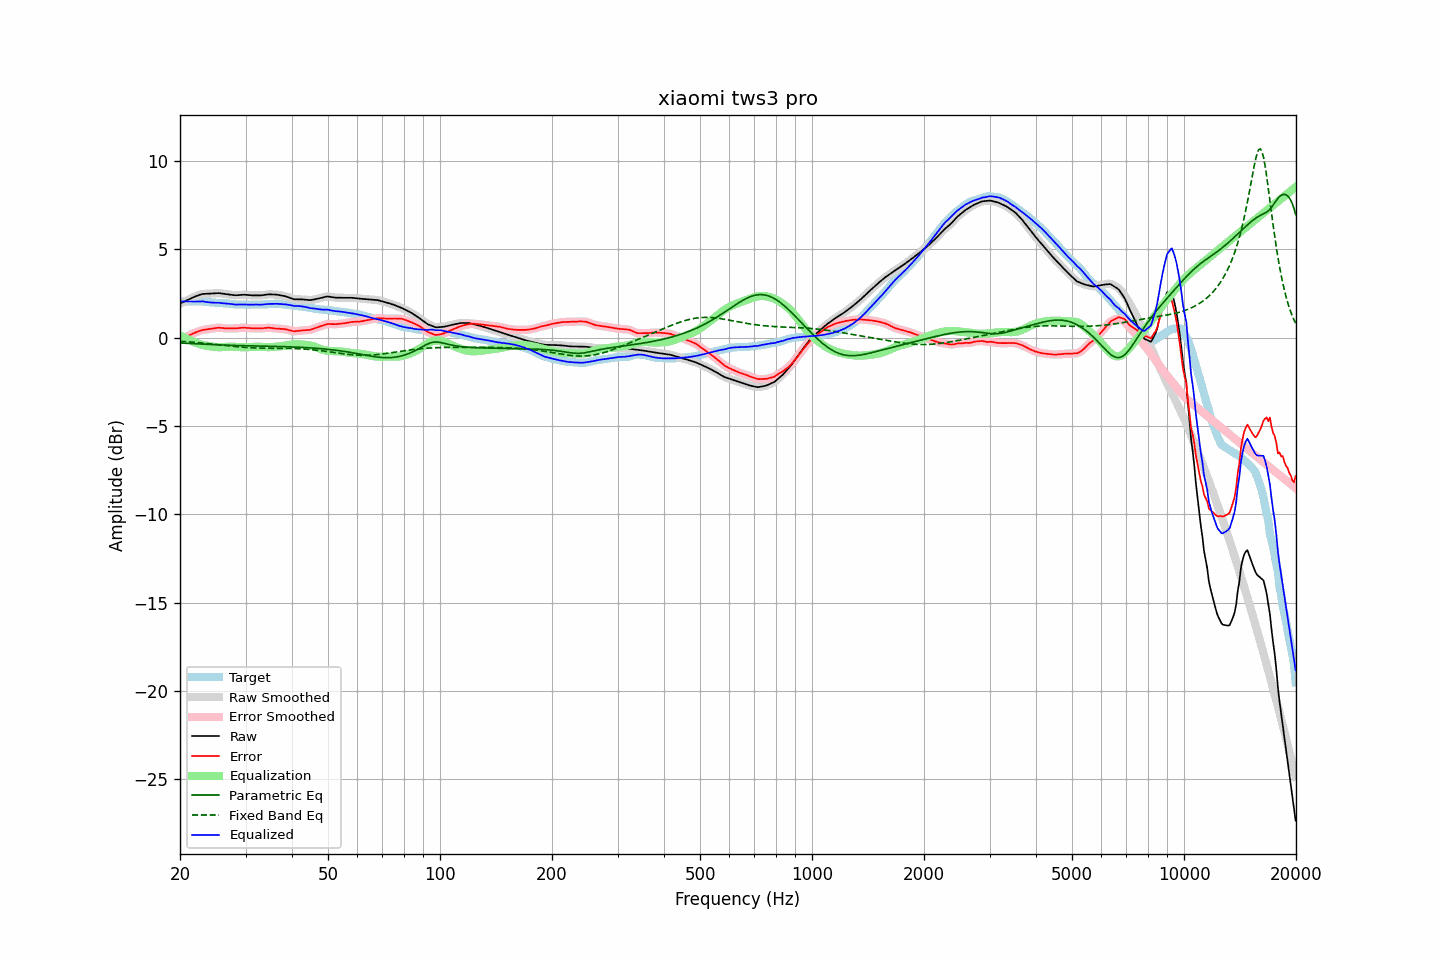 xiaomi tws3 pro
10
5
0
−5
−10
−15
−20
−25
Amplitude (dBr)
Target
Raw Smoothed
Error Smoothed
Raw
Error
Equalization
Parametric Eq
Fixed Band Eq
Equalized
20 50 100 200 500 1000 2000 5000 10000 20000
Frequency (Hz)